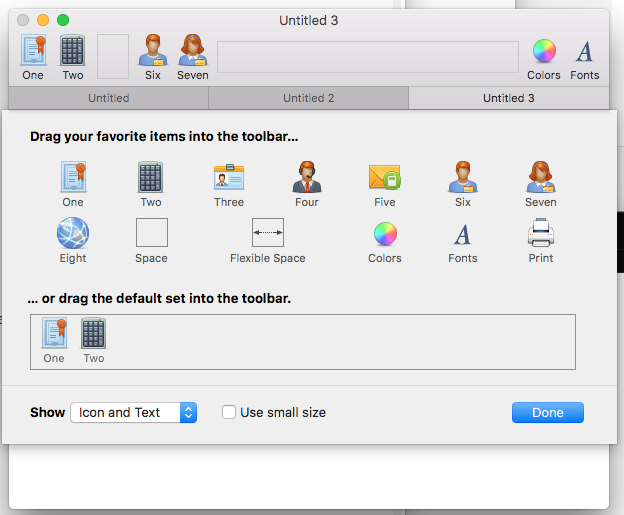 Untitled 3
One Two Six Seven Colors Fonts
Untitled Untitled 2 Untitled 3
Drag your favorite items into the toolbar...
One Two Three Four Five Six Seven
Eight Space Flexible Space Colors Fonts Print
... or drag the default set into the toolbar.
One Two
Show Icon and Text Use small size Done